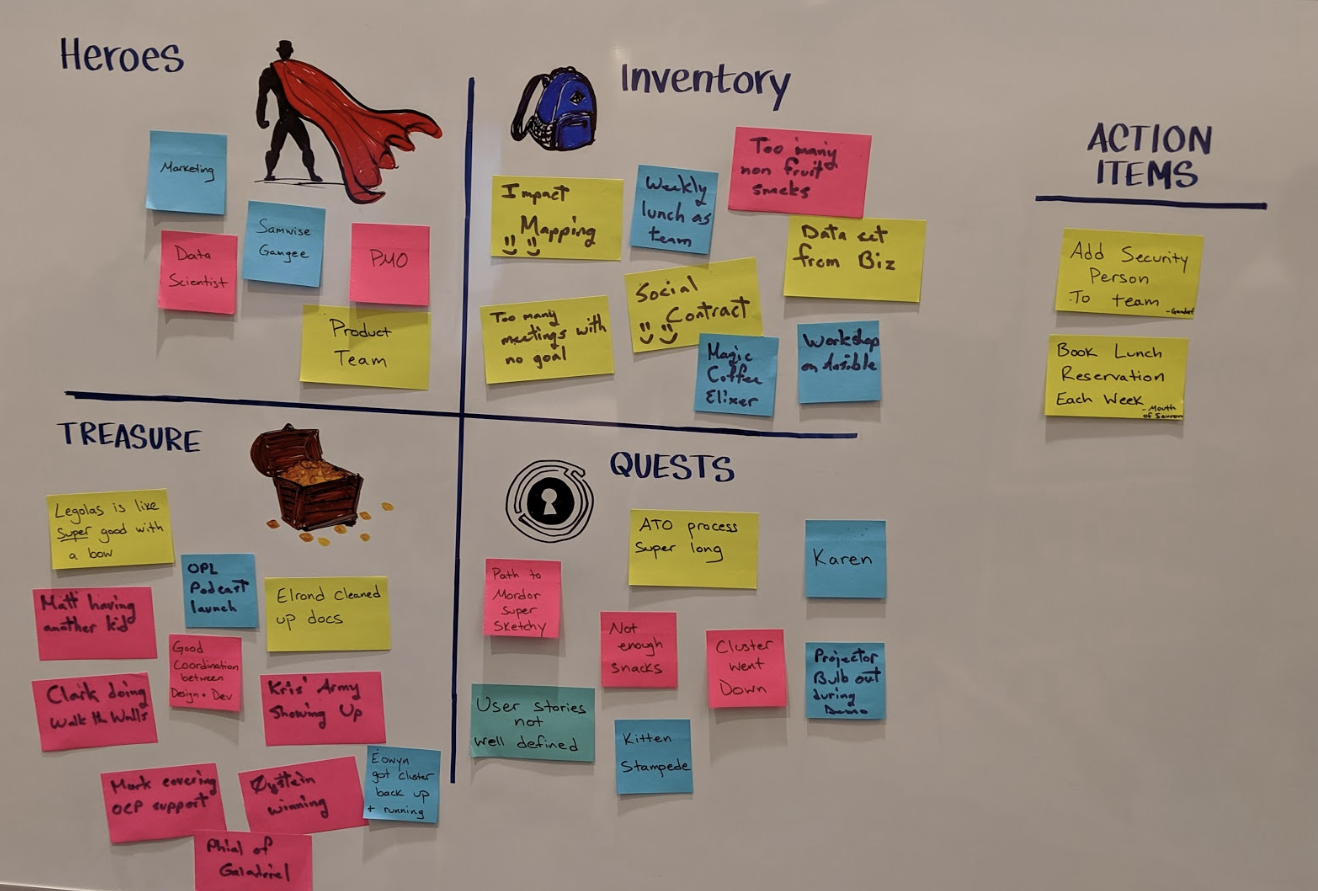 Heroes
Marketing
Samwise
Gangee
Data
Scientist
PMO
Product
Team
Inventory
Impact
Mapping
Weekly
lunch as
team
Too many
non fruit
snacks
Data set
from Biz
Too many
meetings with
no goal
Social
Contract
Magic
Coffee
Elixer
Workshop
on Ansible
TREASURE
Legolas is like
super good with
a bow
OPL
Podcast
launch
Matt having
another kid
Elrond cleaned
up docs
Good
Coordination
between
Design + Dev
Clark doing
Walk the Walls
Kris' Army
Showing Up
Mark covering
OCP support
Øystein
winning
Eowyn
got cluster
back up
+ running
Phial of
Galadriel
QUESTS
ATO process
Super long
Karen
Path to
Mordor
super
sketchy
Not
enough
snacks
Cluster
Went
Down
Projector
Bulb out
during
Demo
User stories
not
well defined
Kitten
Stampede
ACTION
ITEMS
Add Security
Person
To team
Book Lunch
Reservation
Each Week
- Mouth
of Sauron